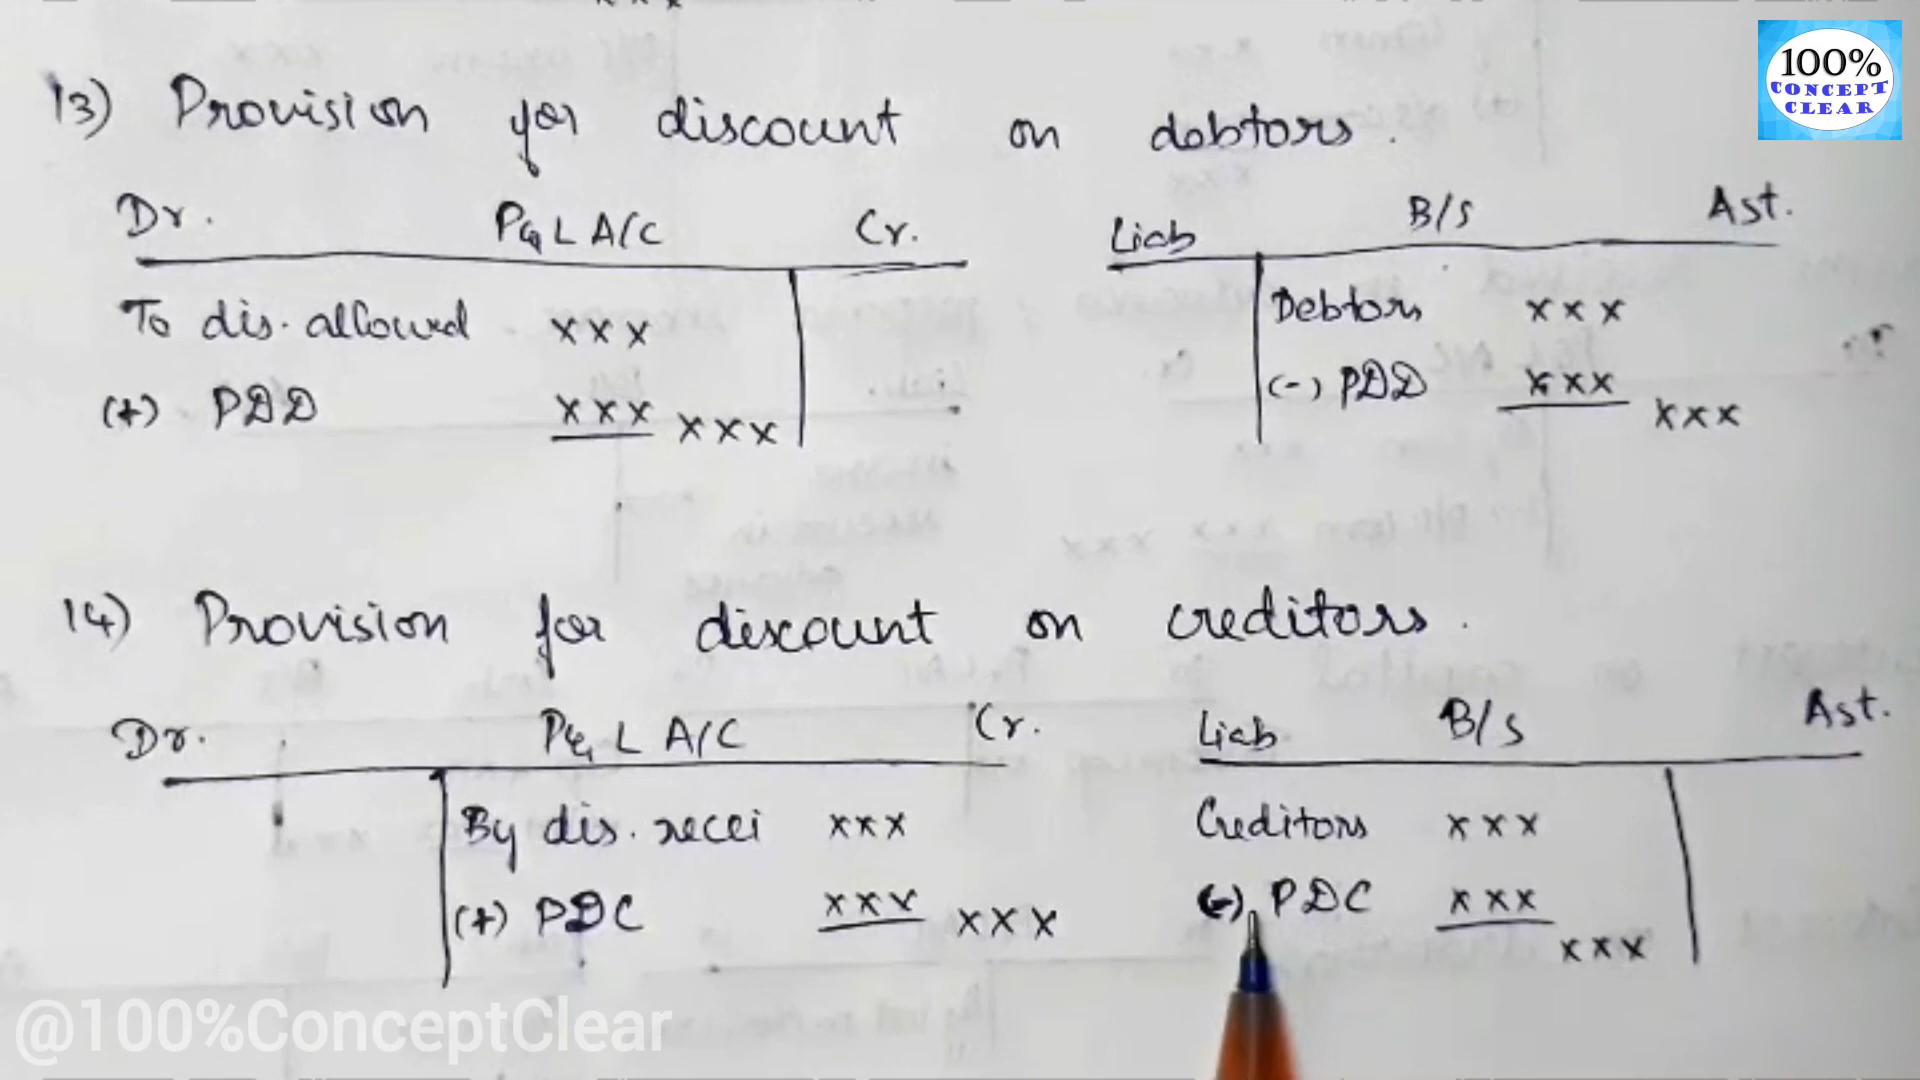 100%
CONCEPT
CLEAR
13) Provision for discount on debtors.
Dr. P&L A/C Cr.
To dis. allowed xxx
(+) PDD xxx xxx
Liab B/S Ast.
Debtors xxx
(-) PDD xxx xxx
14) Provision for discount on creditors.
Dr. P&L A/C Cr.
By dis. recei xxx
(+) PDC xxx xxx
Liab B/S Ast.
Creditors xxx
(-) PDC xxx
xxx
@100%ConceptClear